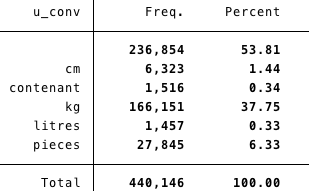 u_conv Freq. Percent
236,854 53.81
cm 6,323 1.44
contenant 1,516 0.34
kg 166,151 37.75
litres 1,457 0.33
pieces 27,845 6.33
Total 440,146 100.00